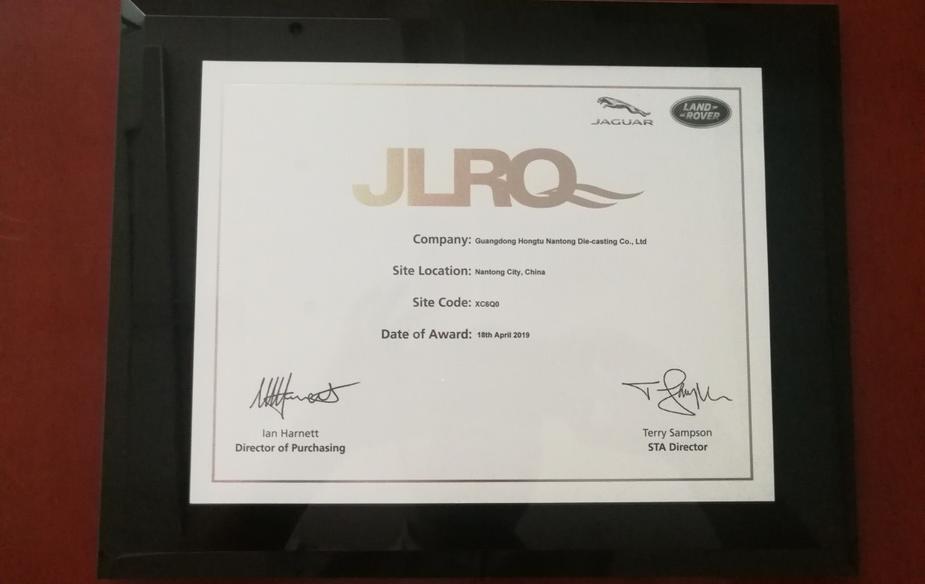 JAGUAR
LAND-
-ROVER
JLRQ
Company: Guangdong Hongtu Nantong Die-casting Co., Ltd
Site Location: Nantong City, China
Site Code: XC6Q0
Date of Award: 18th April 2019
Ian Harnett
Director of Purchasing
Terry Sampson
STA Director